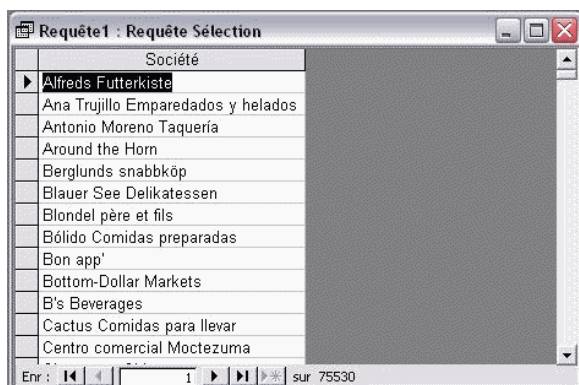 Requête1 : Requête Sélection
Société
Alfreds Futterkiste
Ana Trujillo Emparedados y helados
Antonio Moreno Taquería
Around the Horn
Berglunds snabbköp
Blauer See Delikatessen
Blondel père et fils
Bólido Comidas preparadas
Bon app'
Bottom-Dollar Markets
B's Beverages
Cactus Comidas para llevar
Centro comercial Moctezuma
Enr : 1 sur 75530